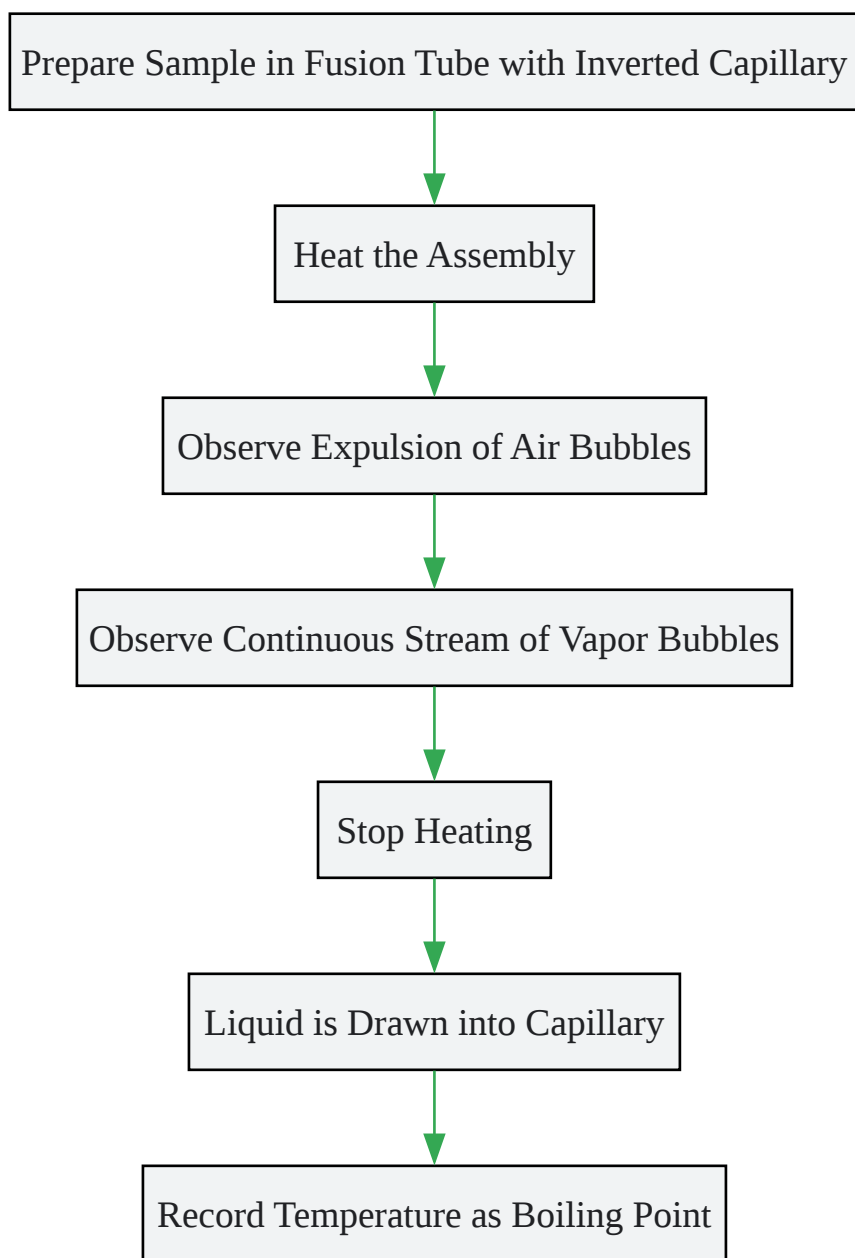 Prepare Sample in Fusion Tube with Inverted Capillary
Heat the Assembly
Observe Expulsion of Air Bubbles
Observe Continuous Stream of Vapor Bubbles
Stop Heating
Liquid is Drawn into Capillary
Record Temperature as Boiling Point